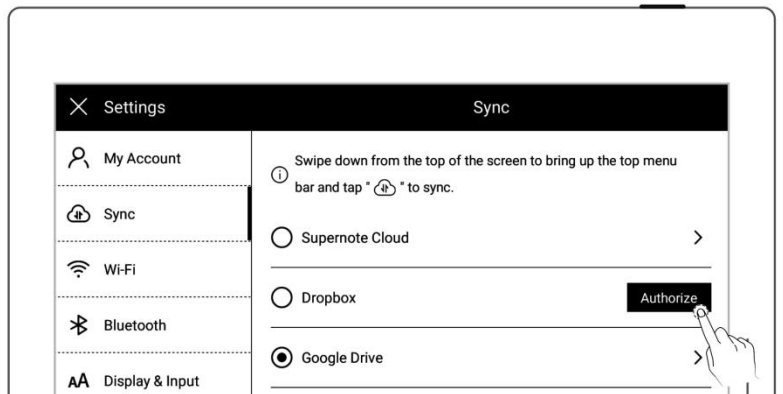 Settings
Sync
My Account
Sync
Wi-Fi
Bluetooth
AA Display & Input
Swipe down from the top of the screen to bring up the top menu
bar and tap " " to sync.
Supernote Cloud
Dropbox
Authorize
Google Drive